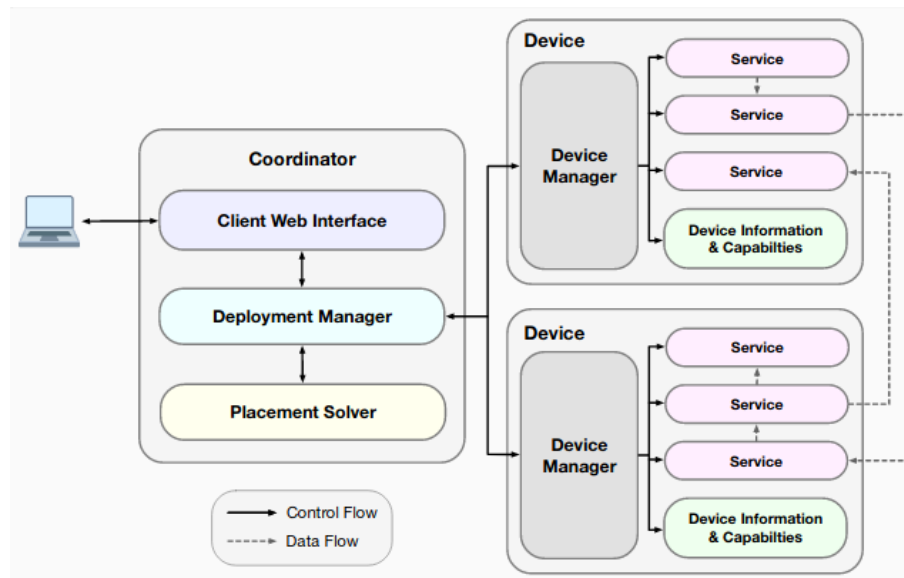 Coordinator
Client Web Interface
Deployment Manager
Placement Solver
Control Flow
Data Flow
Device
Device
Manager
Service
Service
Service
Device Information
& Capabilties
Device
Device
Manager
Service
Service
Service
Device Information
& Capabilties